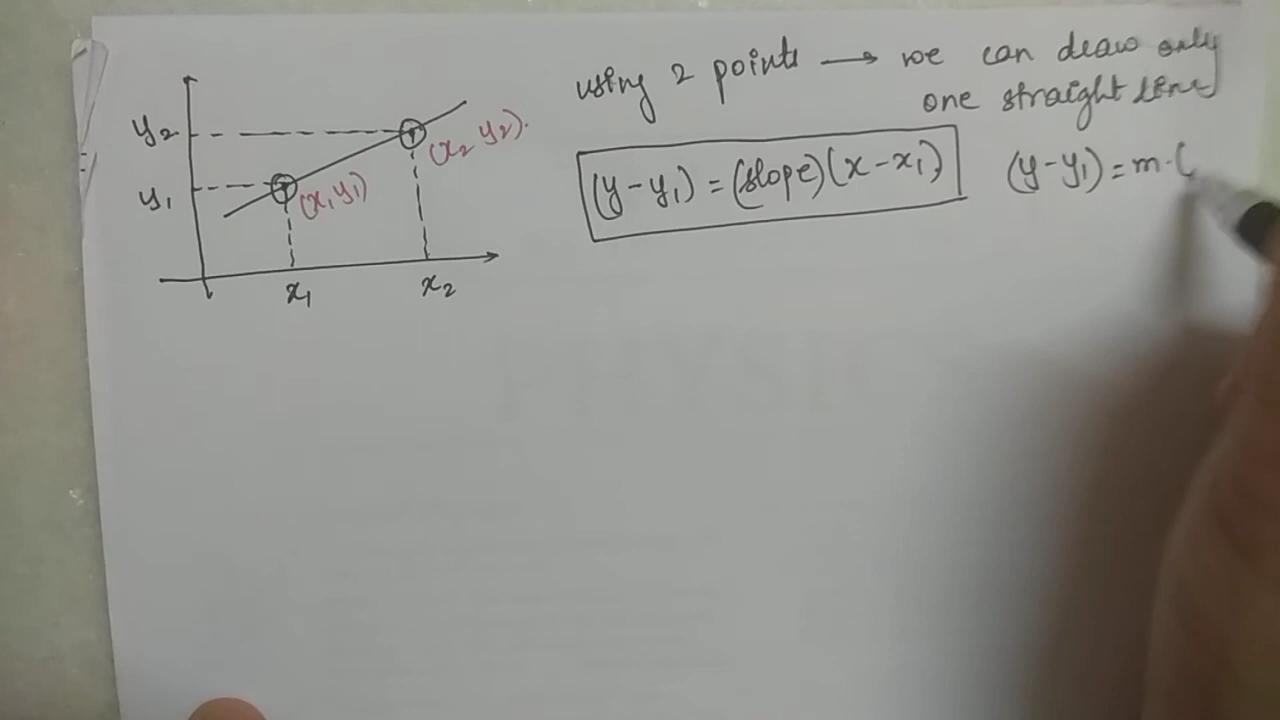 using 2 points → we can draw only
one straight line
y2
(x2 y2).
(y-y1) = (slope)(x-x1)
(y-y1) = m·(
y1
(x1 y1)
x1
x2